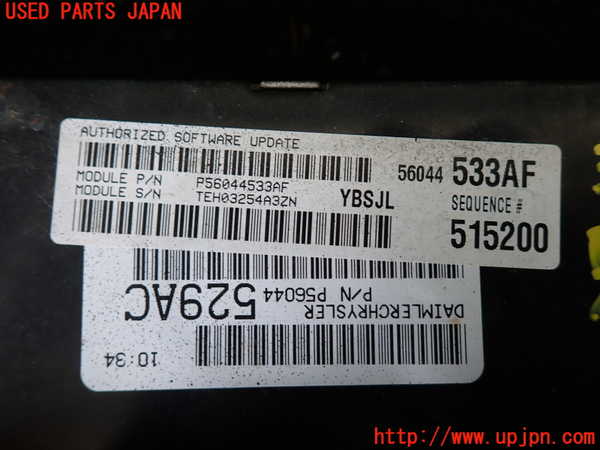 USED PARTS JAPAN
AUTHORIZED SOFTWARE UPDATE
56044 533AF
MODULE P/N P56044533AF
MODULE S/N TEH03254A3ZN
YBSJL
SEQUENCE #
515200
DAIMLERCHRYSLER
P/N P56044 529AC
10:34
http://www.upjpn.com/